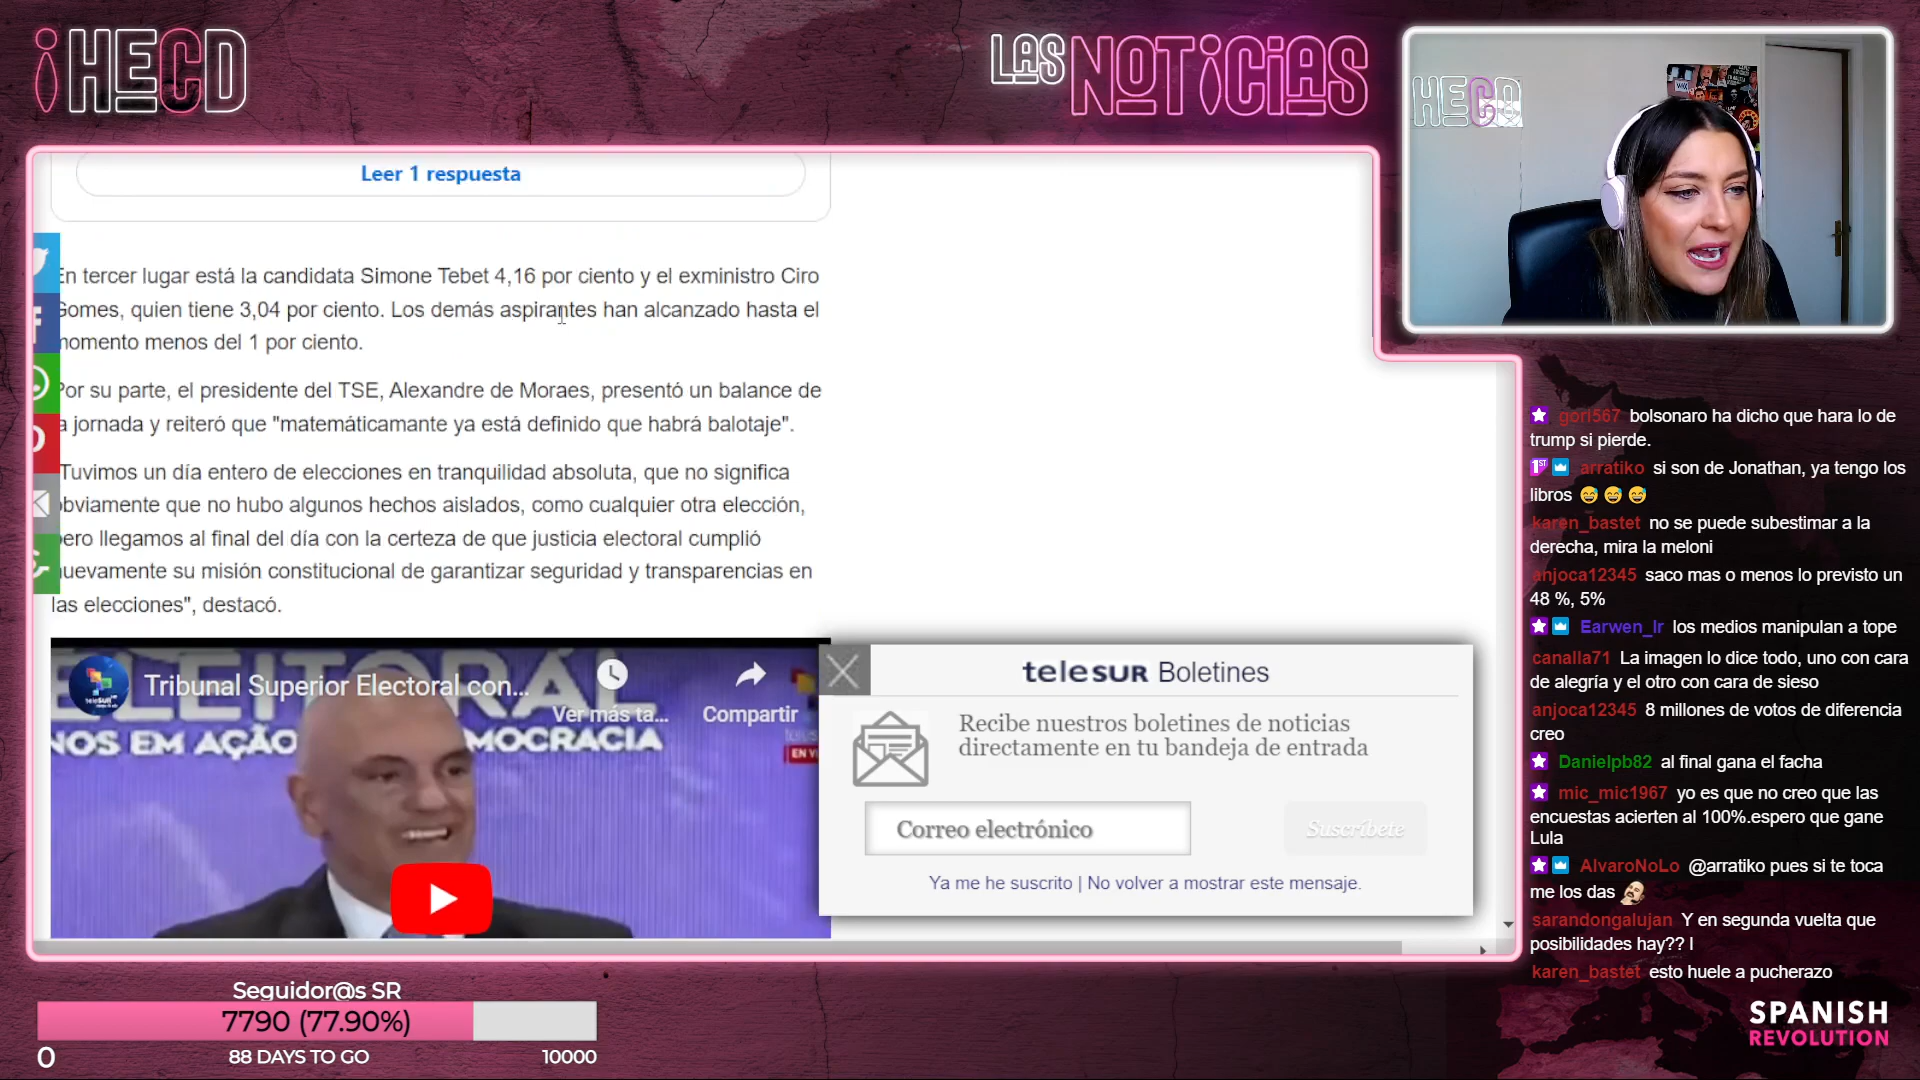 ¡HECD
LAS NOTICIAS
HECD
Leer 1 respuesta
En tercer lugar está la candidata Simone Tebet 4,16 por ciento y el exministro Ciro
Gomes, quien tiene 3,04 por ciento. Los demás aspirantes han alcanzado hasta el
momento menos del 1 por ciento.
Por su parte, el presidente del TSE, Alexandre de Moraes, presentó un balance de
a jornada y reiteró que "matemáticamante ya está definido que habrá balotaje".
Tuvimos un día entero de elecciones en tranquilidad absoluta, que no significa
obviamente que no hubo algunos hechos aislados, como cualquier otra elección,
pero llegamos al final del día con la certeza de que justicia electoral cumplió
nuevamente su misión constitucional de garantizar seguridad y transparencias en
las elecciones", destacó.
ELEITORAL
NOS EM AÇÃO
MOCRACIA
Tribunal Superior Electoral con...
Ver más ta...
Compartir
teleSUR Boletines
Recibe nuestros boletines de noticias
directamente en tu bandeja de entrada
Correo electrónico
Suscríbete
Ya me he suscrito | No volver a mostrar este mensaje.
gori567 bolsonaro ha dicho que hara lo de
trump si pierde.
1ST arratiko si son de Jonathan, ya tengo los
libros 😅 😅 😅
karen_bastet no se puede subestimar a la
derecha, mira la meloni
anjoca12345 saco mas o menos lo previsto un
48 %, 5%
Earwen_Ir los medios manipulan a tope
canalla71 La imagen lo dice todo, uno con cara
de alegría y el otro con cara de sieso
anjoca12345 8 millones de votos de diferencia
creo
Danielpb82 al final gana el facha
mic_mic1967 yo es que no creo que las
encuestas acierten al 100%.espero que gane
Lula
AlvaroNoLo @arratiko pues si te toca
me los das
sarandongalujan Y en segunda vuelta que
posibilidades hay?? I
karen_bastet esto huele a pucherazo
Seguidor@s SR
7790 (77.90%)
0
88 DAYS TO GO
10000
SPANISH
REVOLUTION